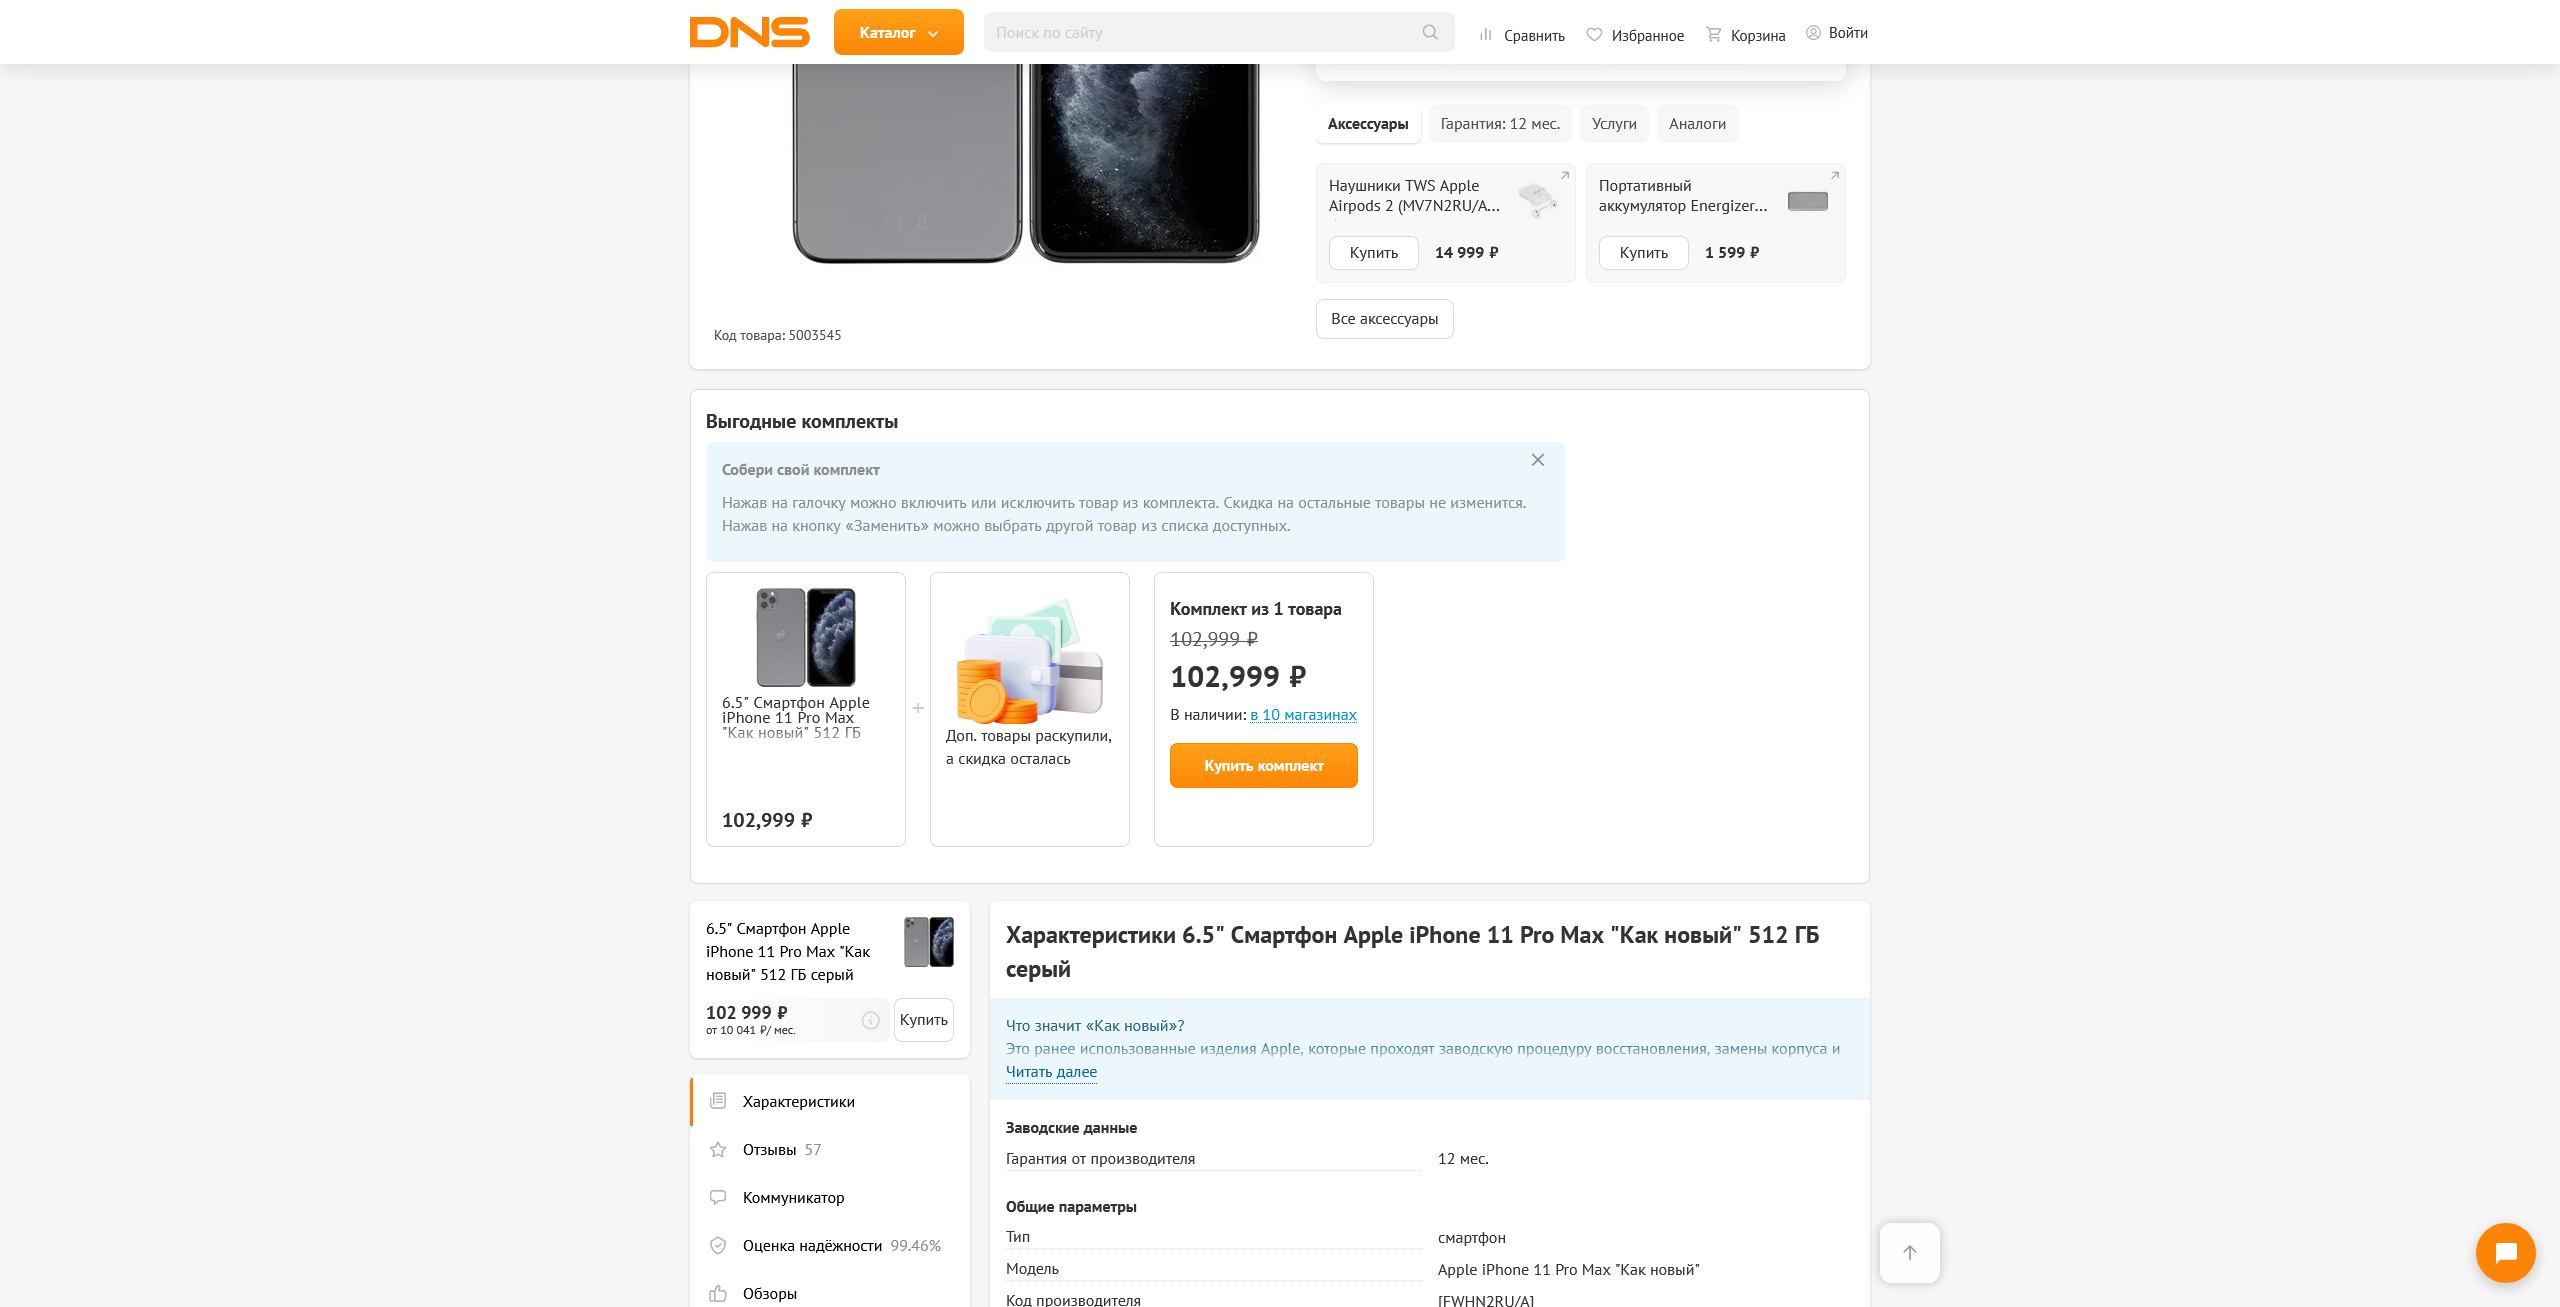 DNS
Каталог
Поиск по сайту
Сравнить
Избранное
Корзина
Войти
Аксессуары
Гарантия: 12 мес.
Услуги
Аналоги
Наушники TWS Apple
Airpods 2 (MV7N2RU/A...
Купить
14 999 ₽
Портативный
аккумулятор Energizer...
Купить
1 599 ₽
Все аксессуары
Код товара: 5003545
Выгодные комплекты
Собери свой комплект
Нажав на галочку можно включить или исключить товар из комплекта. Скидка на остальные товары не изменится.
Нажав на кнопку «Заменить» можно выбрать другой товар из списка доступных.
6.5" Смартфон Apple
iPhone 11 Pro Max
"Как новый" 512 ГБ
102,999 ₽
+
Доп. товары раскупили,
а скидка осталась
Комплект из 1 товара
102,999 ₽
102,999 ₽
В наличии: в 10 магазинах
Купить комплект
6.5" Смартфон Apple
iPhone 11 Pro Max "Как
новый" 512 ГБ серый
102 999 ₽
от 10 041 ₽/ мес.
Купить
Характеристики
Отзывы 57
Коммуникатор
Оценка надёжности 99.46%
Обзоры
Характеристики 6.5" Смартфон Apple iPhone 11 Pro Max "Как новый" 512 ГБ
серый
Что значит «Как новый»?
Это ранее использованные изделия Apple, которые проходят заводскую процедуру восстановления, замены корпуса и
Читать далее
Заводские данные
Гарантия от производителя
12 мес.
Общие параметры
Тип
смартфон
Модель
Apple iPhone 11 Pro Max "Как новый"
Код производителя
[FWHN2RU/A]